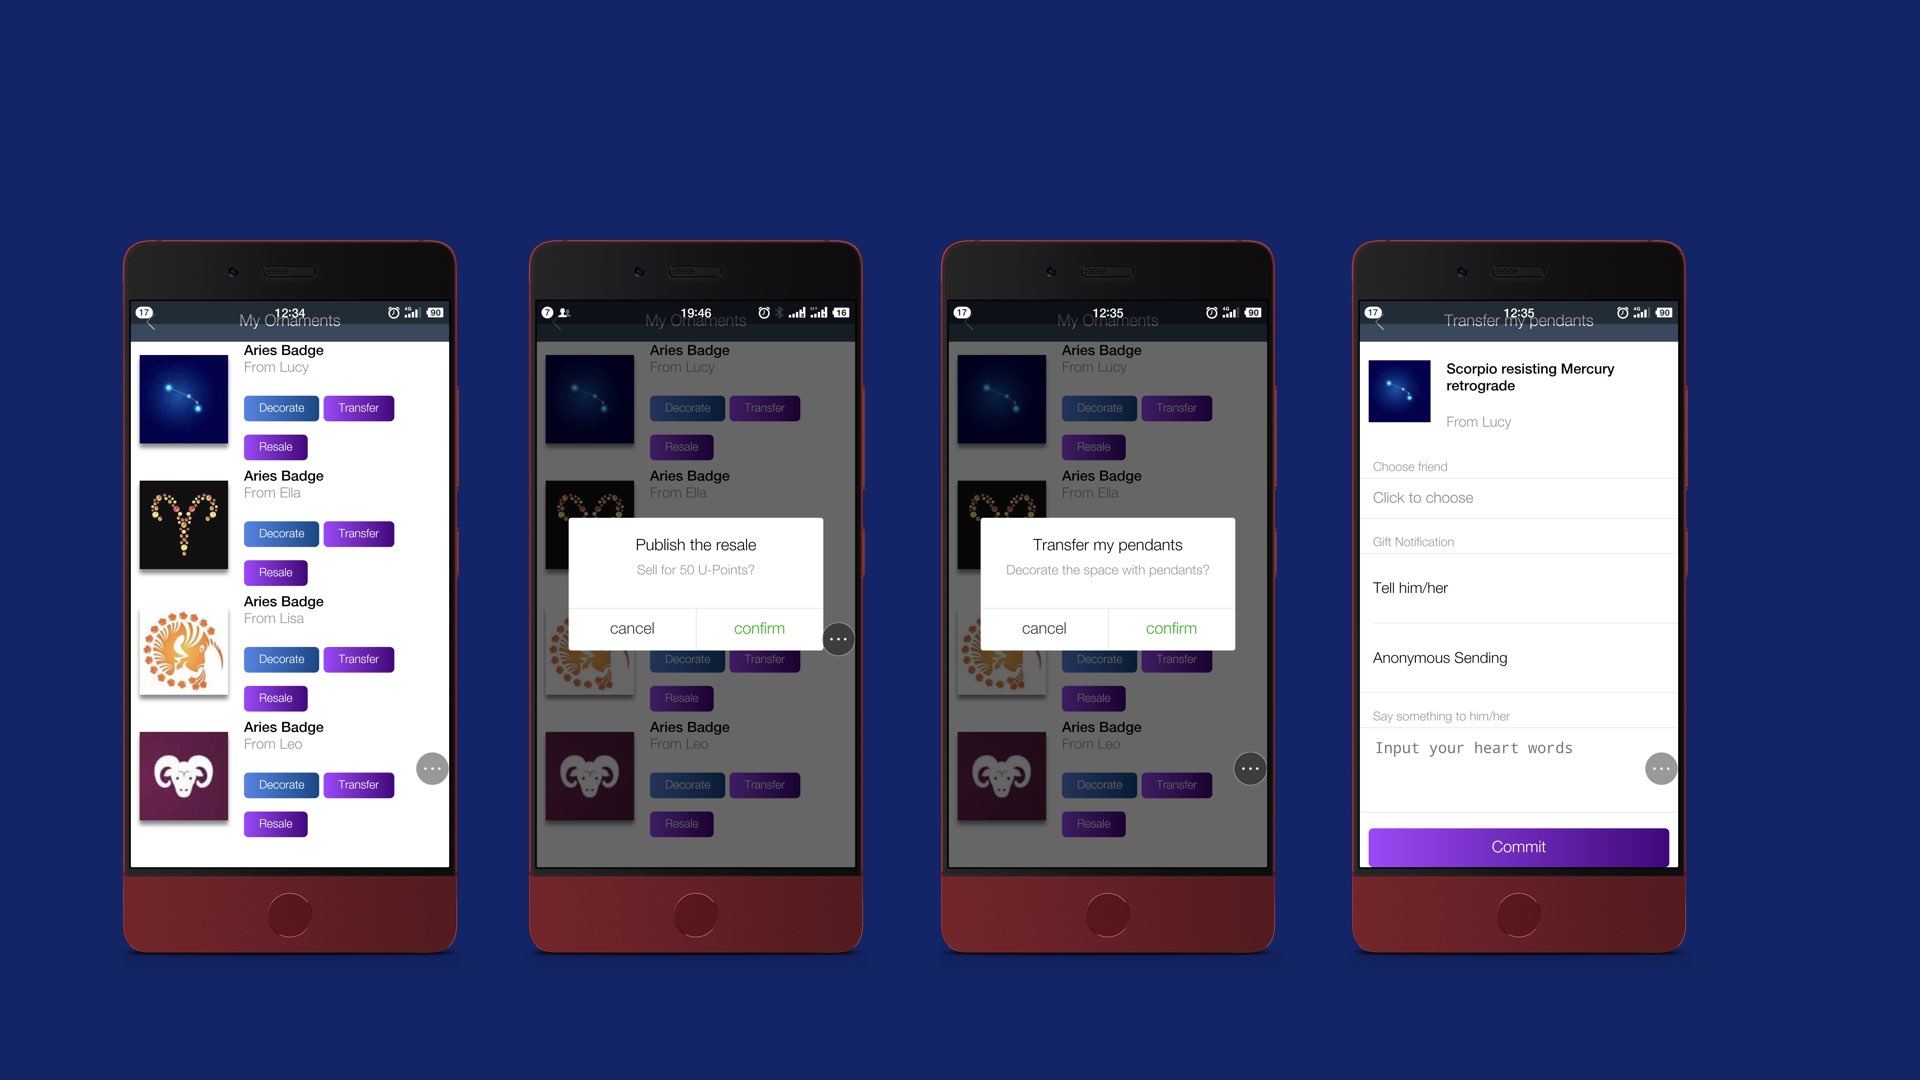 17 12:34 4G 90
My Ornaments
Aries Badge
From Lucy
Decorate Transfer
Resale
Aries Badge
From Ella
Decorate Transfer
Resale
Aries Badge
From Lisa
Decorate Transfer
Resale
Aries Badge
From Leo
Decorate Transfer
Resale
7 19:46 16
My Ornaments
Aries Badge
From Lucy
Decorate Transfer
Resale
Aries Badge
From Ella
Publish the resale
Sell for 50 U-Points?
cancel confirm
Decorate Transfer
Resale
Aries Badge
From Leo
Decorate Transfer
Resale
17 12:35 4G 90
My Ornaments
Aries Badge
From Lucy
Decorate Transfer
Resale
Aries Badge
From Ella
Transfer my pendants
Decorate the space with pendants?
cancel confirm
Decorate Transfer
Resale
Aries Badge
From Leo
Decorate Transfer
Resale
17 12:35 4G 90
Transfer my pendants
Scorpio resisting Mercury
retrograde
From Lucy
Choose friend
Click to choose
Gift Notification
Tell him/her
Anonymous Sending
Say something to him/her
Input your heart words
Commit